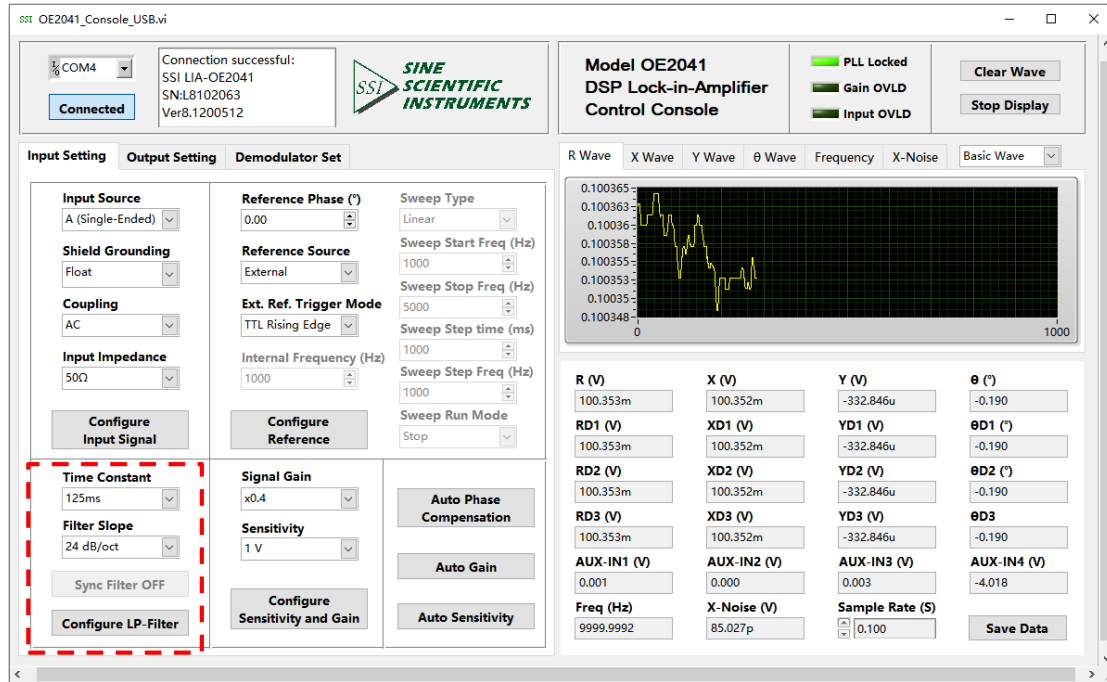 SSI OE2041_Console_USB.vi
I/O COM4
Connected
Connection successful:
SSI LIA-OE2041
SN:L8102063
Ver8.1200512
SSI
SINE
SCIENTIFIC
INSTRUMENTS
Model OE2041
DSP Lock-in-Amplifier
Control Console
PLL Locked
Gain OVLD
Input OVLD
Clear Wave
Stop Display
Input Setting Output Setting Demodulator Set
Input Source
A (Single-Ended)
Shield Grounding
Float
Coupling
AC
Input Impedance
50Ω
Configure
Input Signal
Reference Phase (°)
0.00
Reference Source
External
Ext. Ref. Trigger Mode
TTL Rising Edge
Internal Frequency (Hz)
1000
Configure
Reference
Sweep Type
Linear
Sweep Start Freq (Hz)
1000
Sweep Stop Freq (Hz)
5000
Sweep Step time (ms)
1000
Sweep Step Freq (Hz)
1000
Sweep Run Mode
Stop
Time Constant
125ms
Filter Slope
24 dB/oct
Sync Filter OFF
Configure LP-Filter
Signal Gain
x0.4
Sensitivity
1 V
Configure
Sensitivity and Gain
Auto Phase
Compensation
Auto Gain
Auto Sensitivity
R Wave X Wave Y Wave θ Wave Frequency X-Noise Basic Wave
0.100365
0.100363
0.10036
0.100358
0.100355
0.100353
0.10035
0.100348
0 1000
R (V) X (V) Y (V) θ (°)
100.353m 100.352m -332.846u -0.190
RD1 (V) XD1 (V) YD1 (V) θD1 (°)
100.353m 100.352m -332.846u -0.190
RD2 (V) XD2 (V) YD2 (V) θD2 (°)
100.353m 100.352m -332.846u -0.190
RD3 (V) XD3 (V) YD3 (V) θD3
100.353m 100.352m -332.846u -0.190
AUX-IN1 (V) AUX-IN2 (V) AUX-IN3 (V) AUX-IN4 (V)
0.001 0.000 0.003 -4.018
Freq (Hz) X-Noise (V) Sample Rate (S)
9999.9992 85.027p 0.100 Save Data